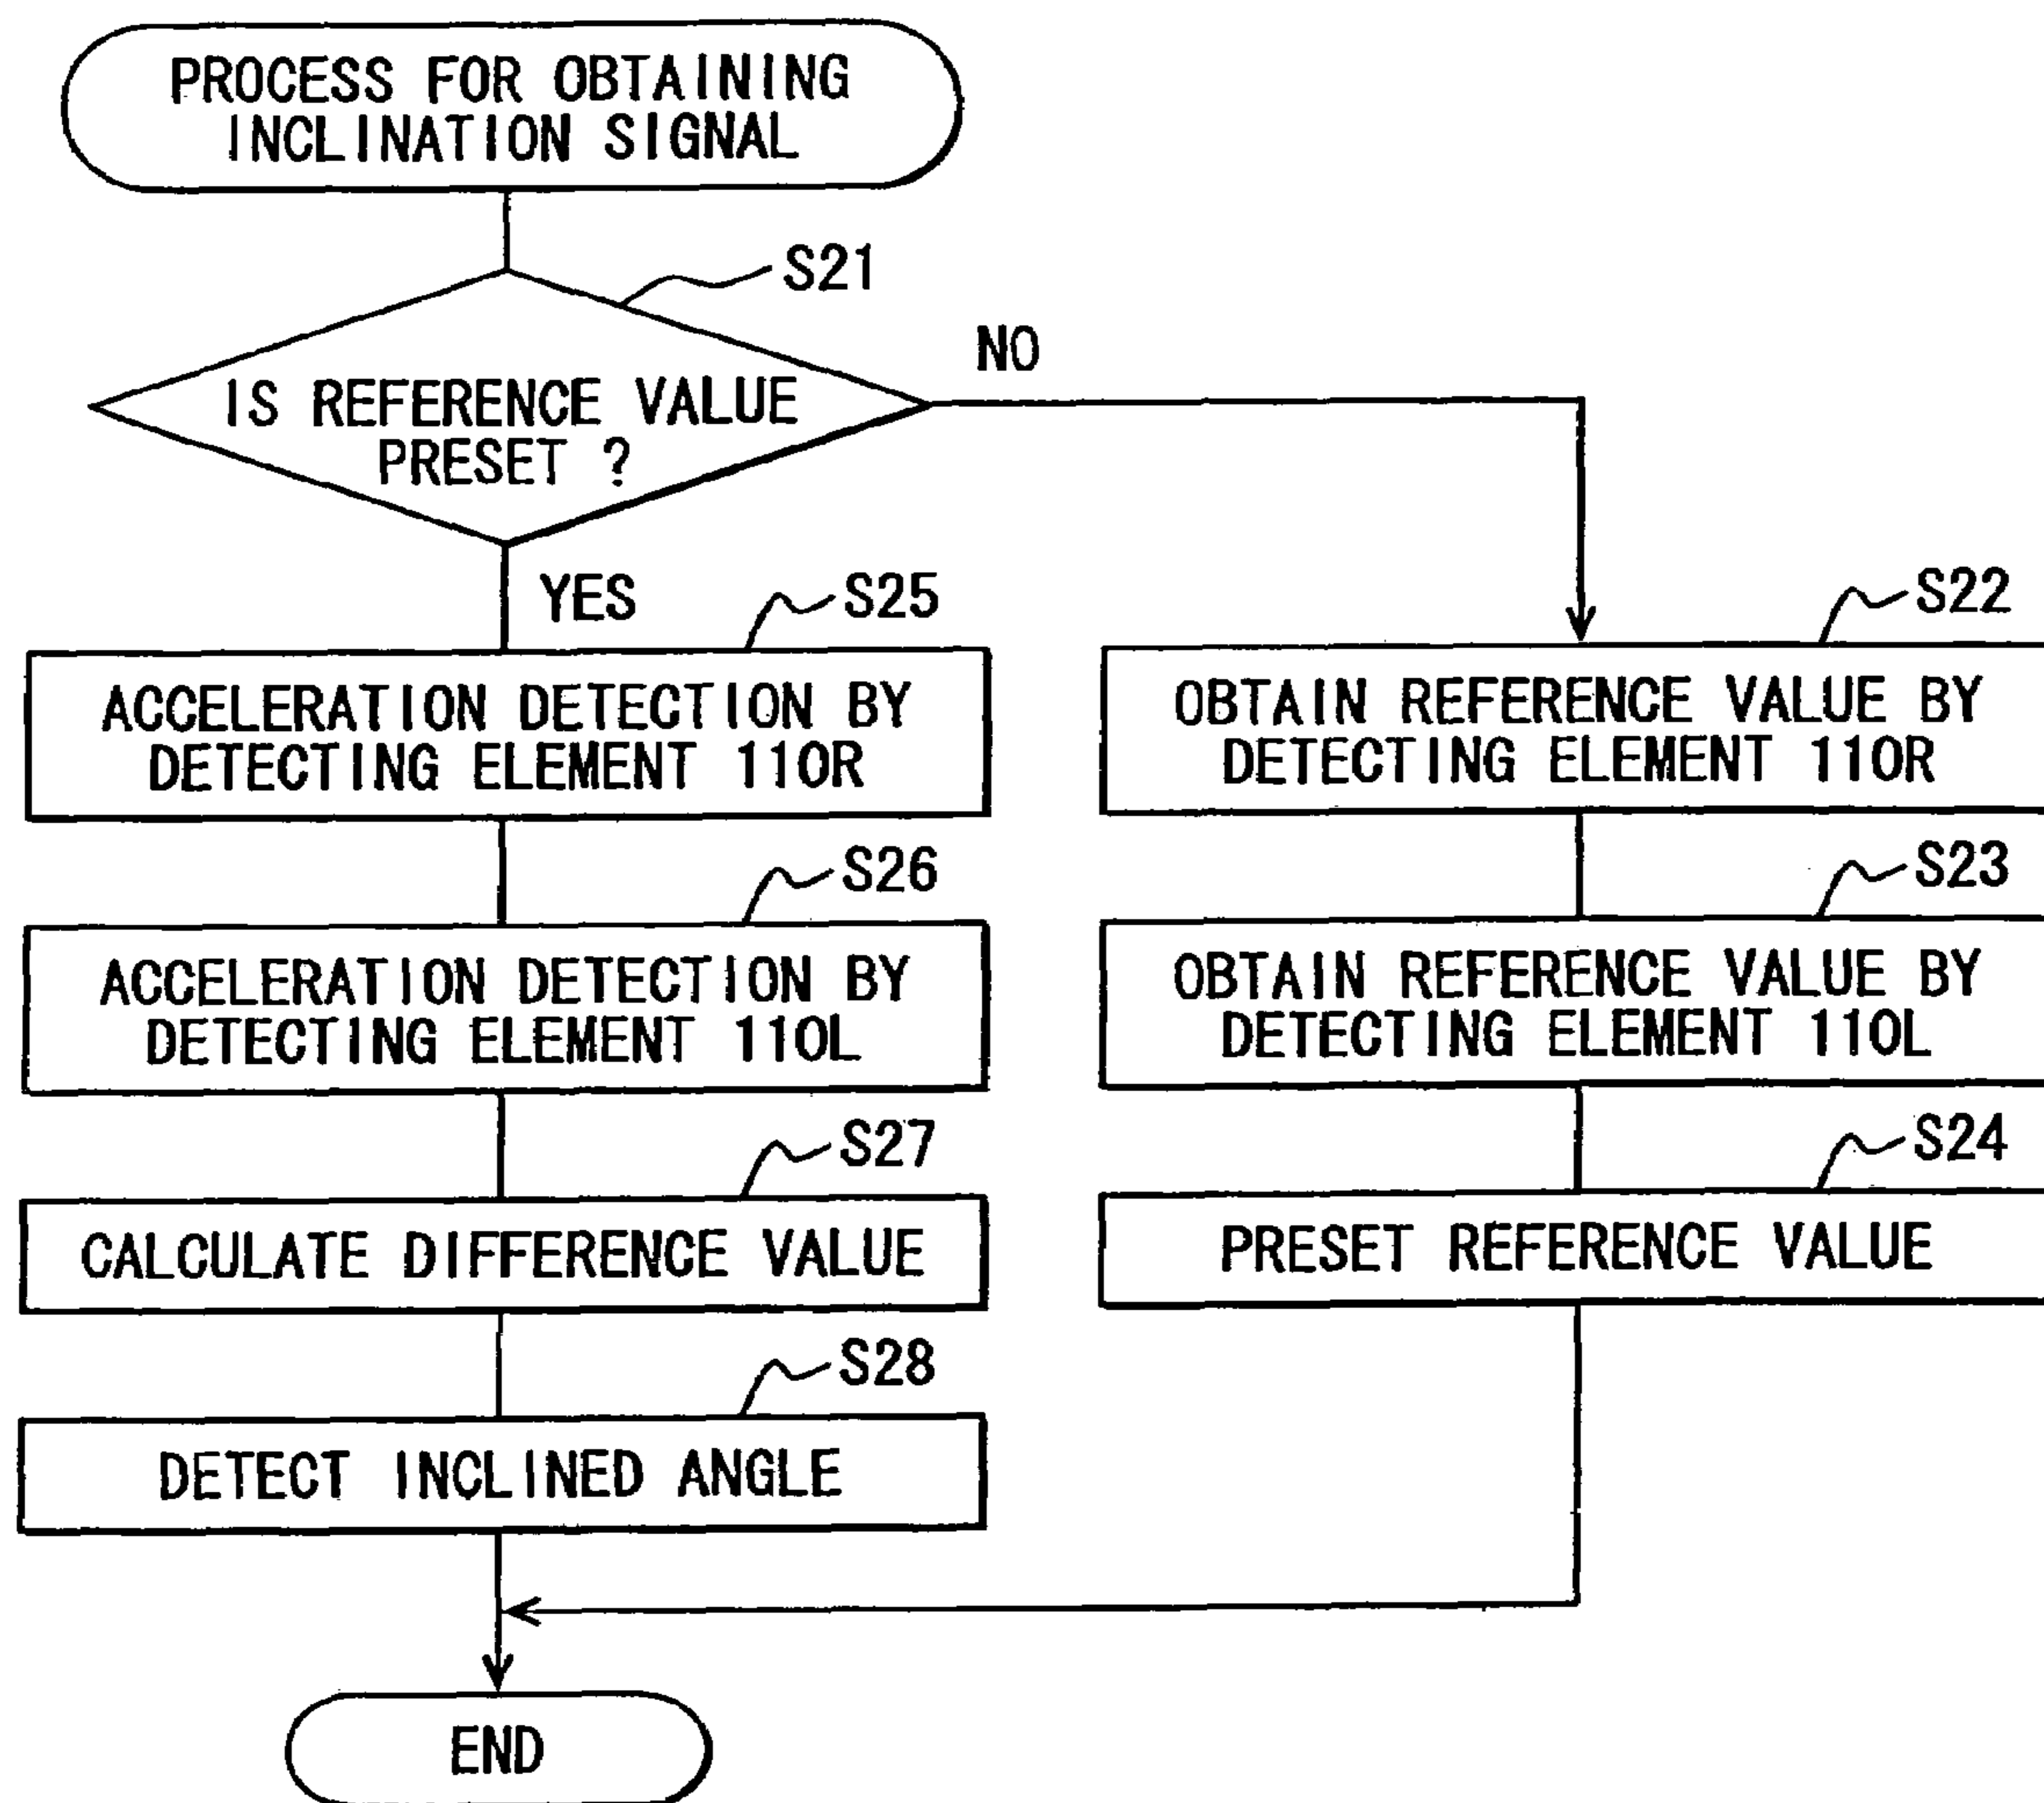 PROCESS FOR OBTAINING
INCLINATION SIGNAL
S21
IS REFERENCE VALUE
PRESET ?
NO
YES
S25
ACCELERATION DETECTION BY
DETECTING ELEMENT 110R
S26
ACCELERATION DETECTION BY
DETECTING ELEMENT 110L
S27
CALCULATE DIFFERENCE VALUE
S28
DETECT INCLINED ANGLE
S22
OBTAIN REFERENCE VALUE BY
DETECTING ELEMENT 110R
S23
OBTAIN REFERENCE VALUE BY
DETECTING ELEMENT 110L
S24
PRESET REFERENCE VALUE
END